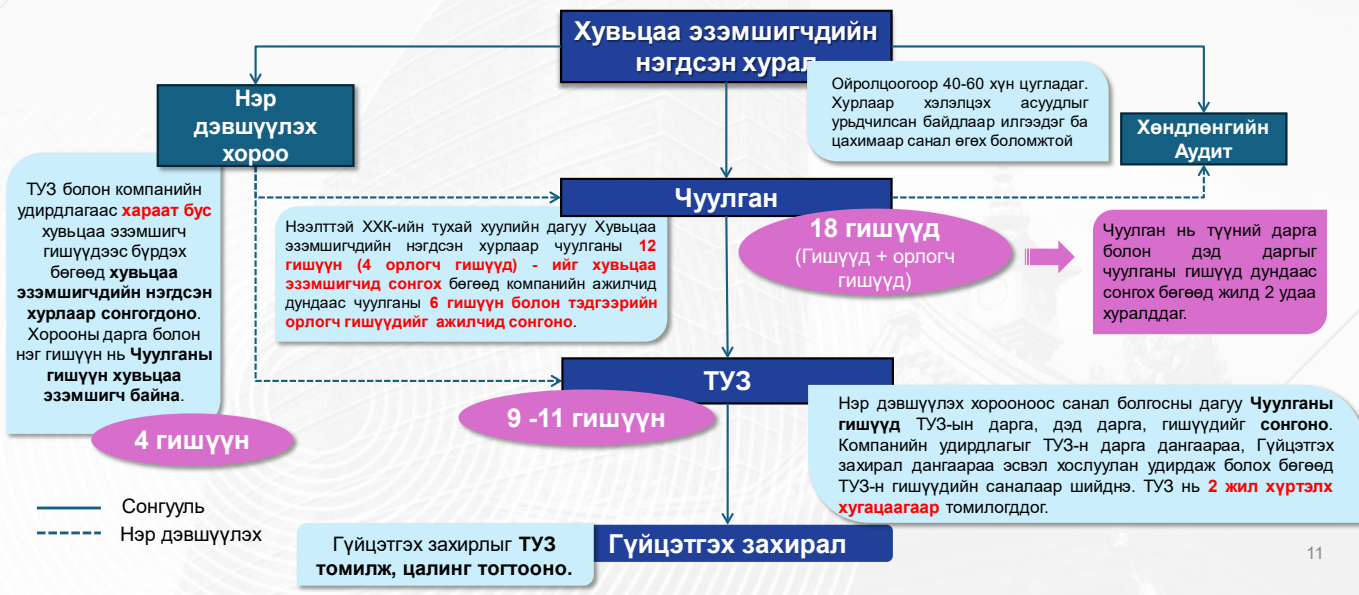 Хувьцаа эзэмшигчдийн
нэгдсэн хурал
Ойролцоогоор 40-60 хүн цугладаг.
Хурлаар хэлэлцэх асуудлыг
урьдчилсан байдлаар илгээдэг ба
цахимаар санал өгөх боломжтой
Нэр
дэвшүүлэх
хороо
Хөндлөнгийн
Аудит
ТУЗ болон компанийн
удирдлагаас хараат бус
хувьцаа эзэмшигч
гишүүдээс бүрдэх
бөгөөд хувьцаа
эзэмшигчдийн нэгдсэн
хурлаар соногдоно.
Хорооны дарга болон
нэг гишүүн нь Чуулганы
гишүүн хувьцаа
эзэмшигч байна.
4 гишүүн
Чуулган
Нээлттэй ХХК-ийн тухай хуулийн дагуу Хувьцаа
эзэмшигчдийн нэгдсэн хурлаар чуулганы 12
гишүүн (4 орлогч гишүүд) - ийг хувьцаа
эзэмшигчид сонгох бөгөөд компанийн ажилчид
дундаас чуулганы 6 гишүүн болон тэдгээрийн
орлогч гишүүдийг ажилчид сонгоно.
18 гишүүд
(Гишүүд + орлогч
гишүүд)
Чуулган нь түүний дарга
болон дэд даргыг
чуулганы гишүүд дундаас
сонгох бөгөөд жилд 2 удаа
хуралддаг.
ТУЗ
9 -11 гишүүн
Нэр дэвшүүлэх хорооноос санал болгосны дагуу Чуулганы
гишүүд ТУЗ-ын дарга, дэд дарга, гишүүдийг сонгоно.
Компанийн удирдлагыг ТУЗ-н дарга дангаараа, Гүйцэтгэх
захирал дангаараа эсвэл хослуулан удирдаж болох бөгөөд
ТУЗ-н гишүүдийн саналаар шийднэ. ТУЗ нь 2 жил хүртэлх
хугацаагаар томилогддог.
Сонгууль
Нэр дэвшүүлэх
Гүйцэтгэх захирлыг ТУЗ
томилж, цалинг тогтооно.
Гүйцэтгэх захирал
11